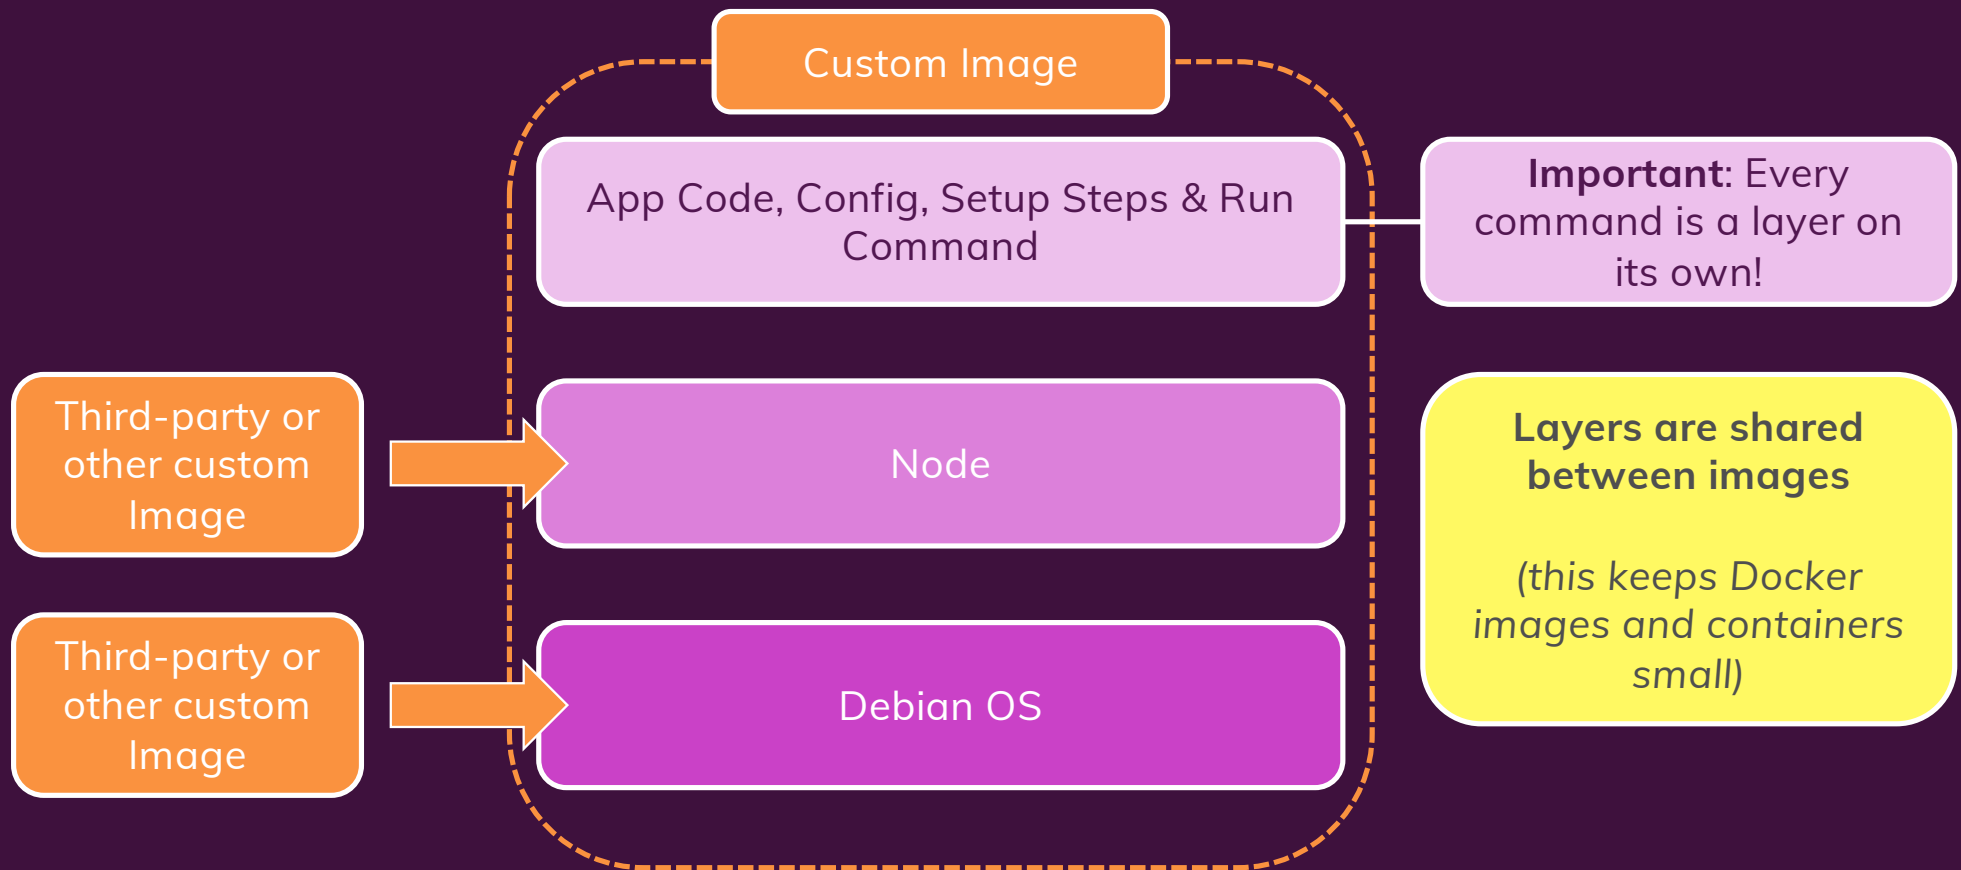 Custom Image
App Code, Config, Setup Steps & Run
Command
Important: Every
command is a layer on
its own!
Third-party or
other custom
Image
Node
Layers are shared
between images
(this keeps Docker
images and containers
small)
Third-party or
other custom
Image
Debian OS